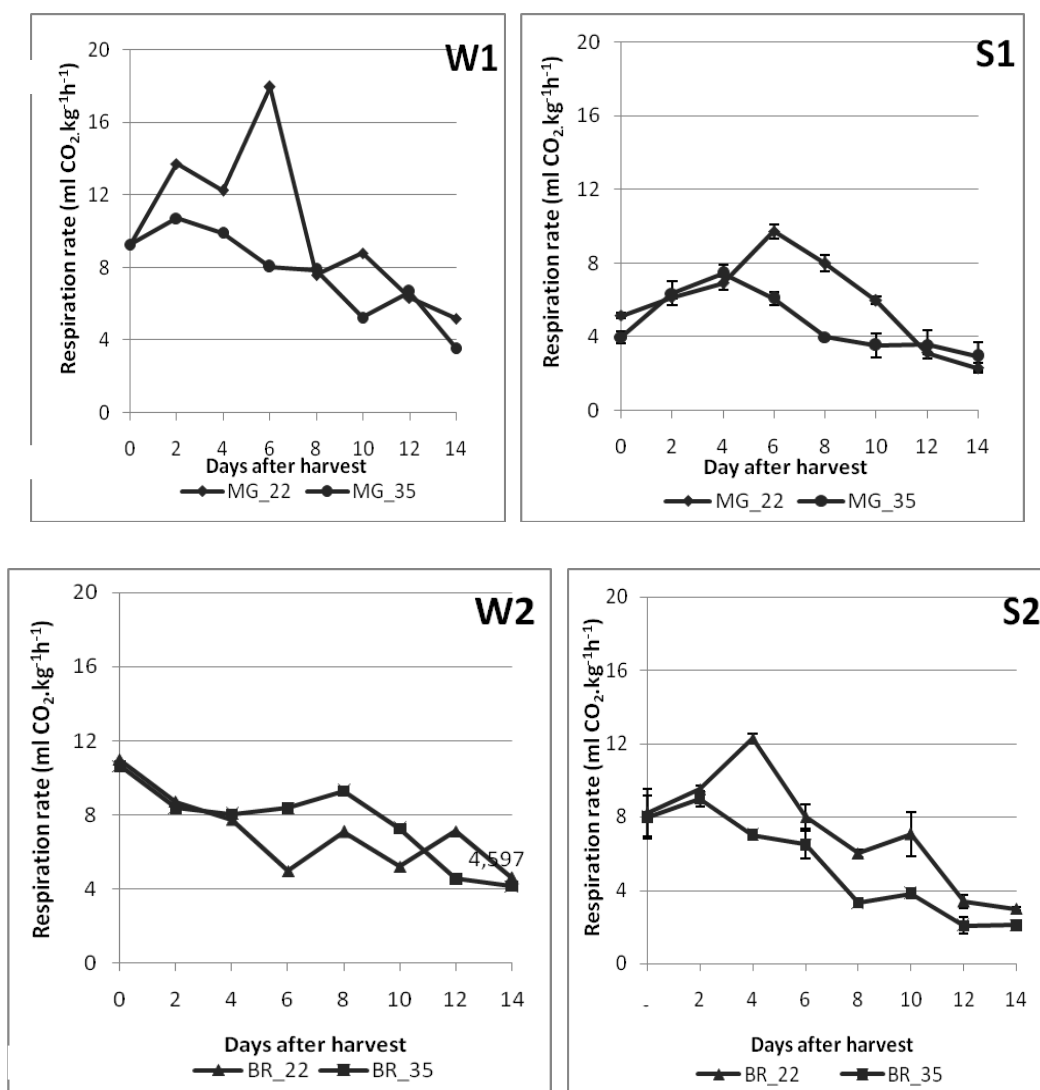 W1
Respiration rate (ml CO₂.kg⁻¹h⁻¹)
20
16
12
8
4
0
0 2 4 6 8 10 12 14
Days after harvest
MG_22 MG_35
S1
Respiration rate (ml CO₂.kg⁻¹h⁻¹)
20
16
12
8
4
0
0 2 4 6 8 10 12 14
Day after harvest
MG_22 MG_35
W2
Respiration rate (ml CO₂.kg⁻¹h⁻¹)
20
16
12
8
4
0
4,597
0 2 4 6 8 10 12 14
Days after harvest
BR_22 BR_35
S2
Respiration rate (ml CO₂.kg⁻¹h⁻¹)
20
16
12
8
4
0
- 2 4 6 8 10 12 14
Days after harvest
BR_22 BR_35